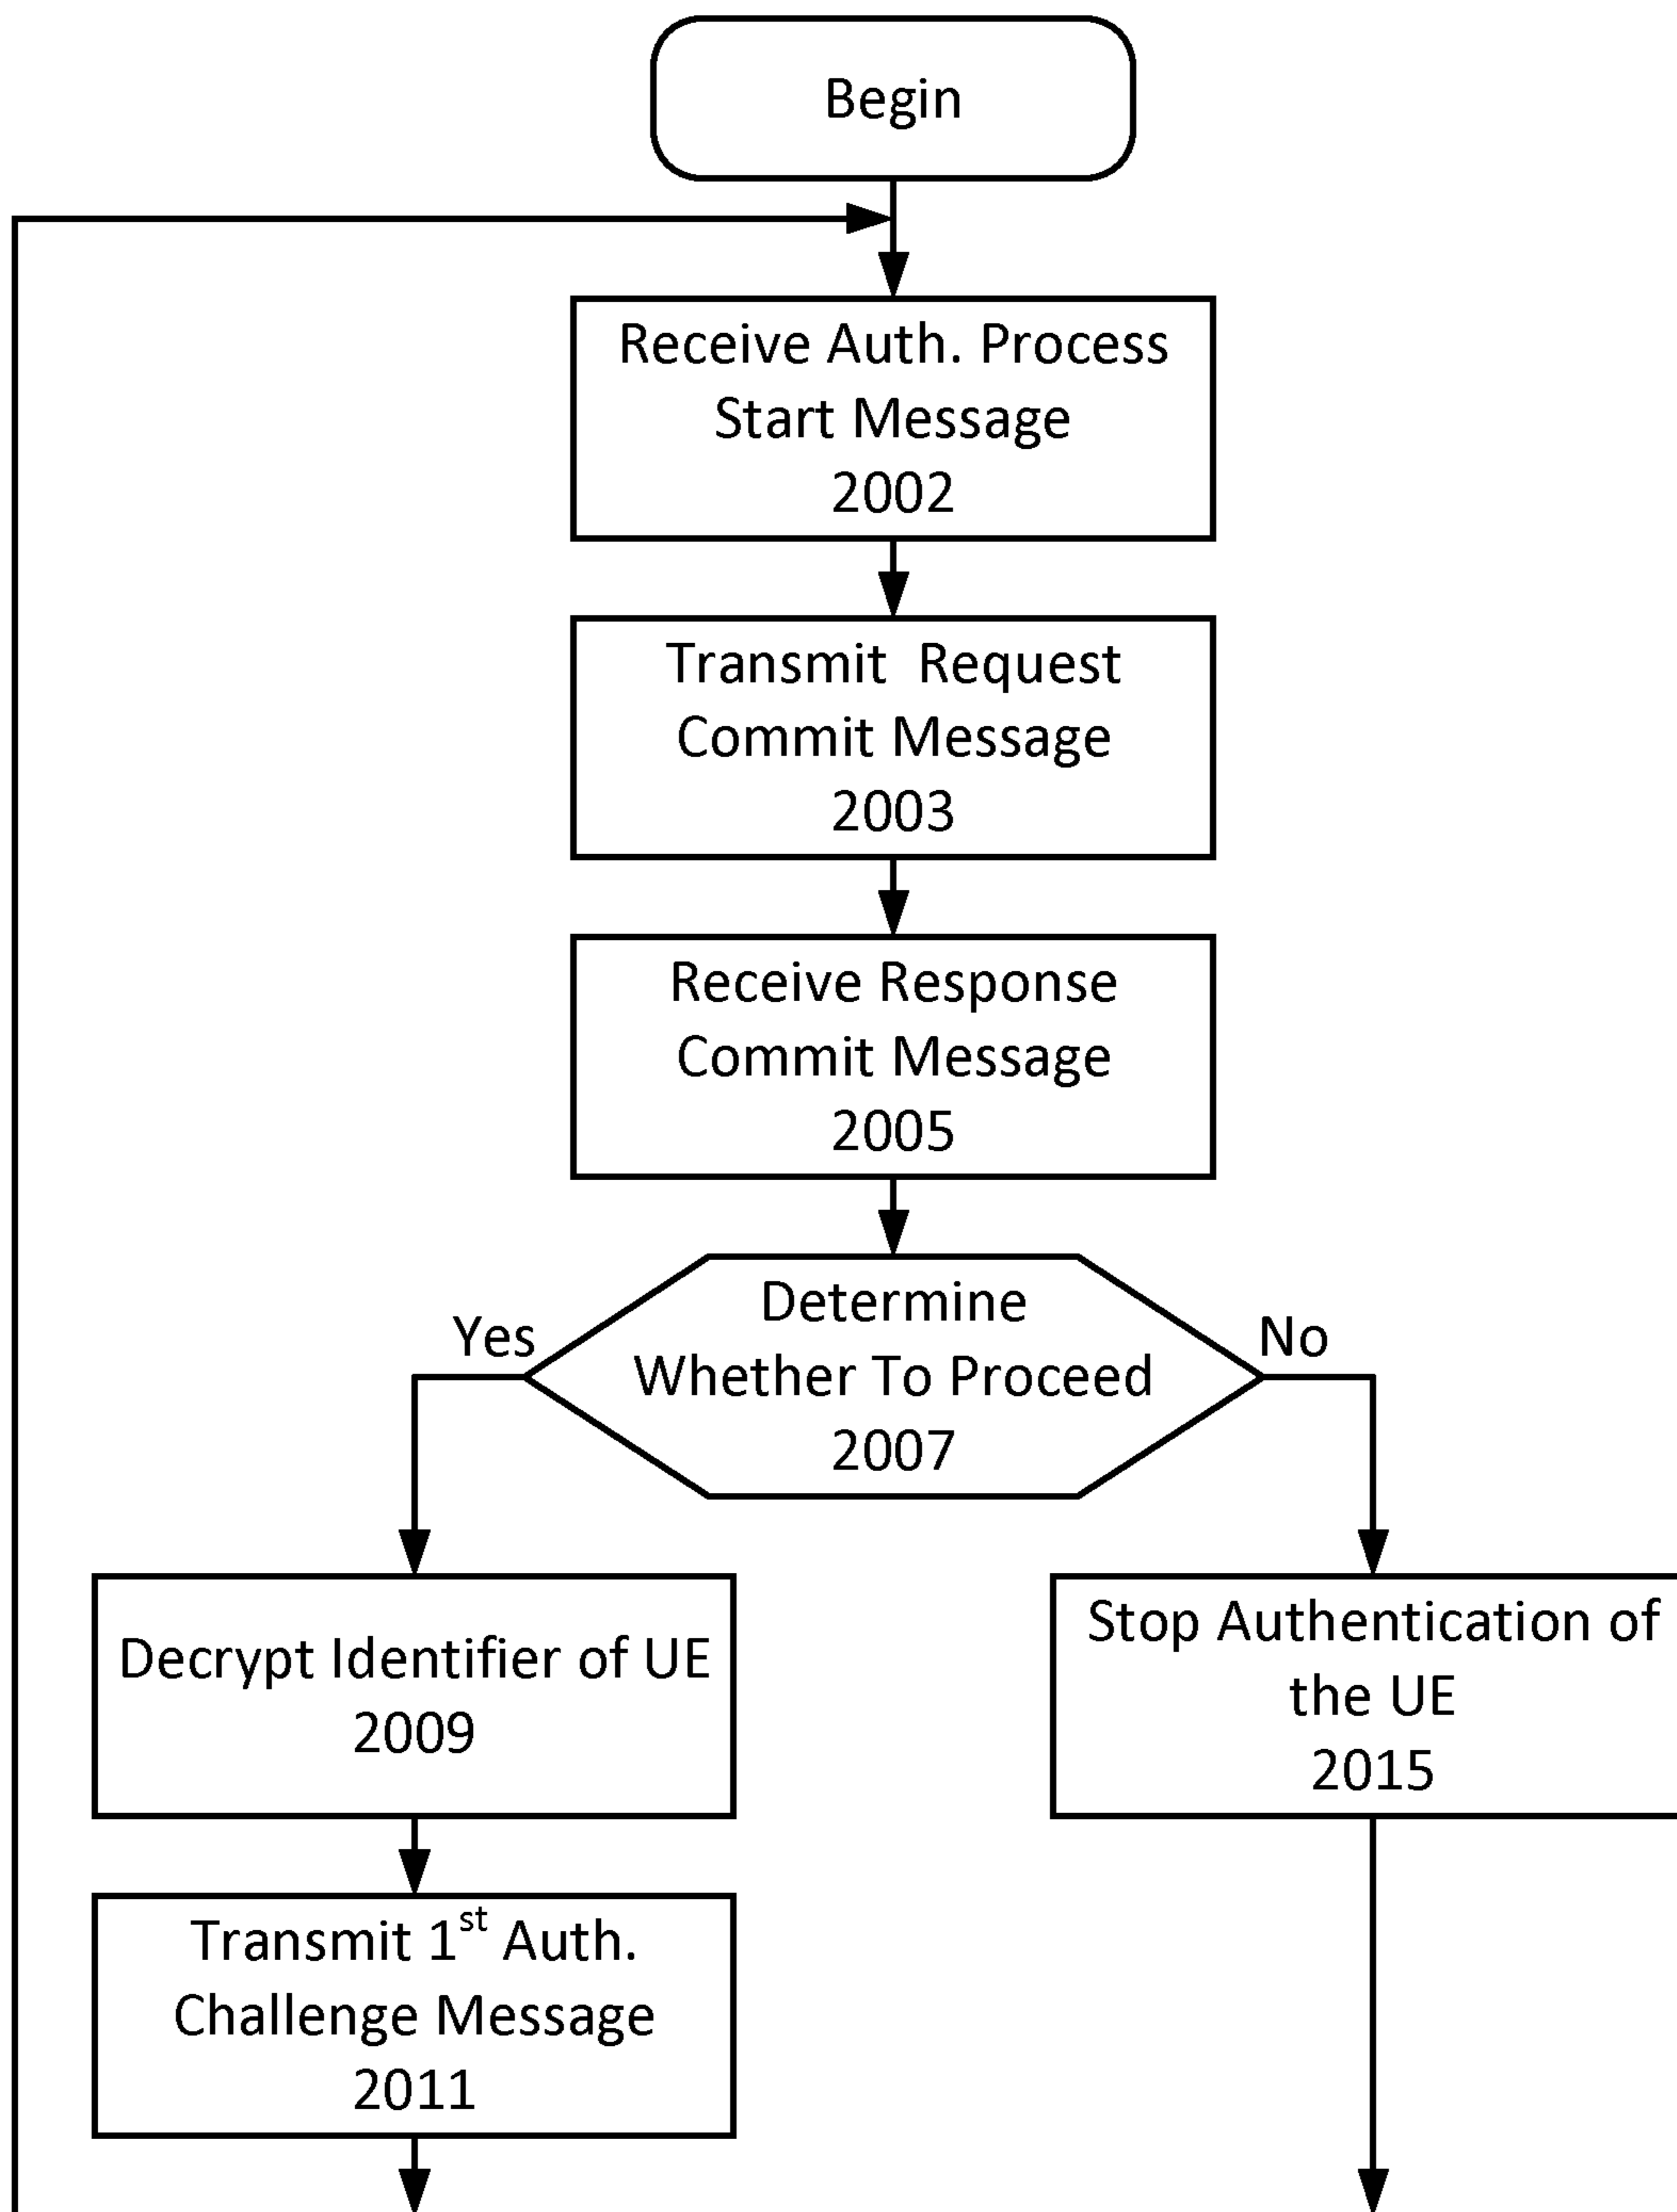 Begin
Receive Auth. Process
Start Message
2002
Transmit  Request
Commit Message
2003
Receive Response
Commit Message
2005
Determine
Whether To Proceed
2007
Yes
No
Decrypt Identifier of UE
2009
Stop Authentication of
the UE
2015
Transmit 1st Auth.
Challenge Message
2011